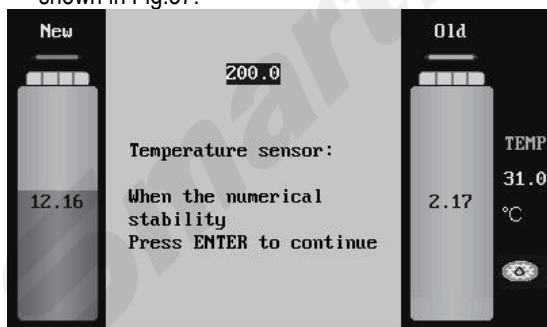 shown in Fig.37.
New
Old
200.0
Temperature sensor:
TEMP
31.0
°C
12.16
When the numerical
stability
Press ENTER to continue
2.17